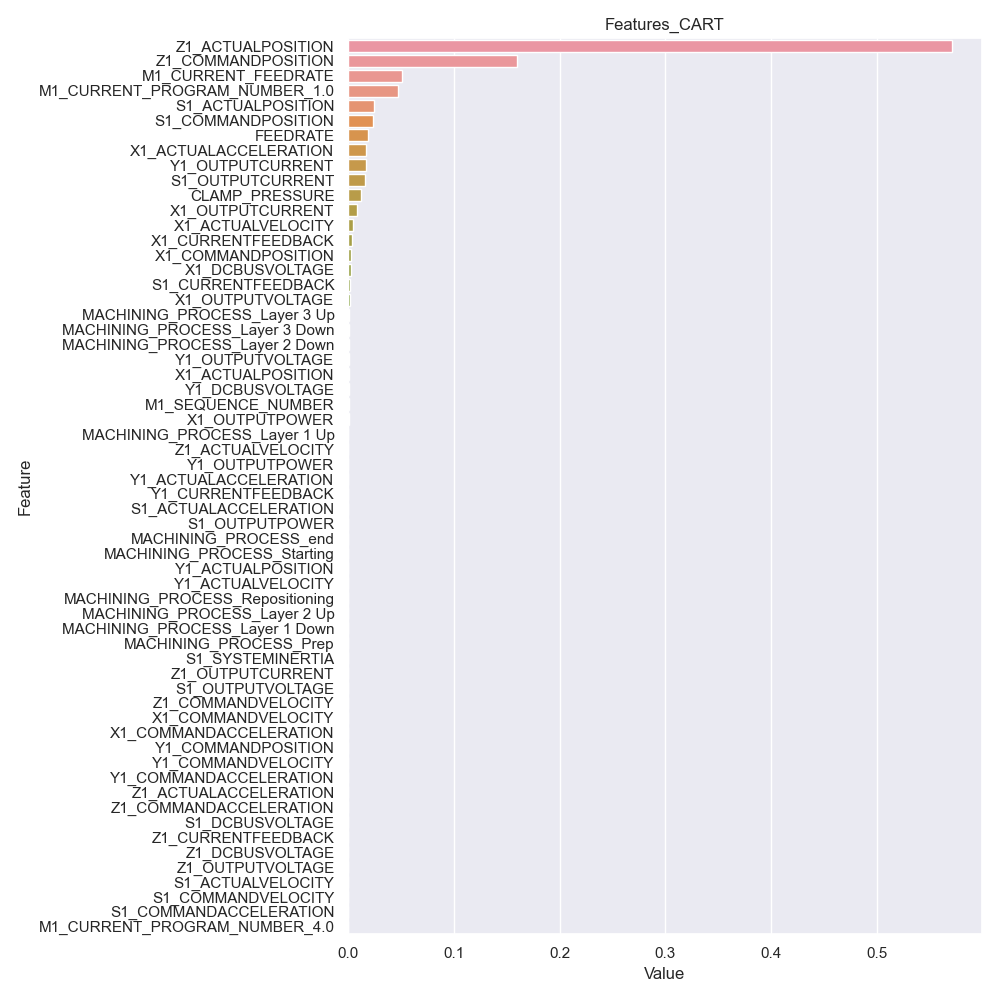 Features_CART
Z1_ACTUALPOSITION
Z1_COMMANDPOSITION
M1_CURRENT_FEEDRATE
M1_CURRENT_PROGRAM_NUMBER_1.0
S1_ACTUALPOSITION
S1_COMMANDPOSITION
FEEDRATE
X1_ACTUALACCELERATION
Y1_OUTPUTCURRENT
S1_OUTPUTCURRENT
CLAMP_PRESSURE
X1_OUTPUTCURRENT
X1_ACTUALVELOCITY
X1_CURRENTFEEDBACK
X1_COMMANDPOSITION
X1_DCBUSVOLTAGE
S1_CURRENTFEEDBACK
X1_OUTPUTVOLTAGE
MACHINING_PROCESS_Layer 3 Up
MACHINING_PROCESS_Layer 3 Down
MACHINING_PROCESS_Layer 2 Down
Y1_OUTPUTVOLTAGE
X1_ACTUALPOSITION
Y1_DCBUSVOLTAGE
M1_SEQUENCE_NUMBER
X1_OUTPUTPOWER
MACHINING_PROCESS_Layer 1 Up
Z1_ACTUALVELOCITY
Y1_OUTPUTPOWER
Y1_ACTUALACCELERATION
Y1_CURRENTFEEDBACK
S1_ACTUALACCELERATION
S1_OUTPUTPOWER
MACHINING_PROCESS_end
MACHINING_PROCESS_Starting
Y1_ACTUALPOSITION
Y1_ACTUALVELOCITY
MACHINING_PROCESS_Repositioning
MACHINING_PROCESS_Layer 2 Up
MACHINING_PROCESS_Layer 1 Down
MACHINING_PROCESS_Prep
S1_SYSTEMINERTIA
Z1_OUTPUTCURRENT
S1_OUTPUTVOLTAGE
Z1_COMMANDVELOCITY
X1_COMMANDVELOCITY
X1_COMMANDACCELERATION
Y1_COMMANDPOSITION
Y1_COMMANDVELOCITY
Y1_COMMANDACCELERATION
Z1_ACTUALACCELERATION
Z1_COMMANDACCELERATION
S1_DCBUSVOLTAGE
Z1_CURRENTFEEDBACK
Z1_DCBUSVOLTAGE
Z1_OUTPUTVOLTAGE
S1_ACTUALVELOCITY
S1_COMMANDVELOCITY
S1_COMMANDACCELERATION
M1_CURRENT_PROGRAM_NUMBER_4.0
Feature
0.0 0.1 0.2 0.3 0.4 0.5
Value